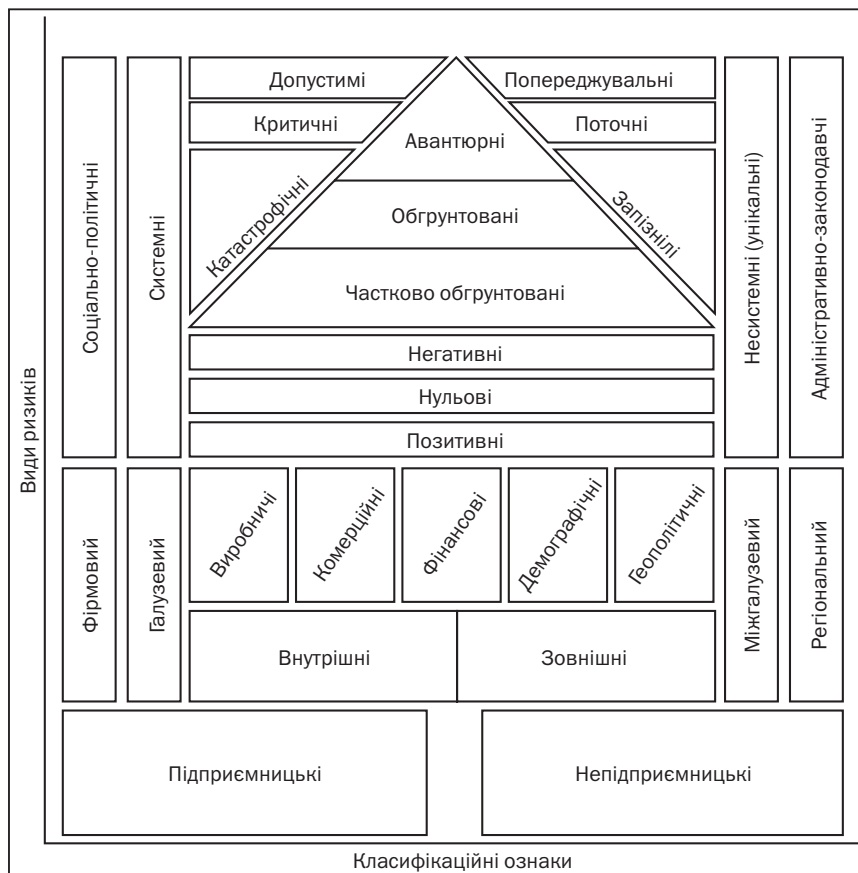 Види ризиків
Соціально-політичні
Системні
Допустимі
Попереджувальні
Критичні
Поточні
Катастрофічні
Запізнілі
Авантюрні
Обгрунтовані
Частково обгрунтовані
Несистемні (унікальні)
Адміністративно-законодавчі
Негативні
Нульові
Позитивні
Фірмовий
Галузевий
Виробничі
Комерційні
Фінансові
Демографічні
Геополітичні
Міжгалузевий
Регіональний
Внутрішні
Зовнішні
Підприємницькі
Непідприємницькі
Класифікаційні ознаки